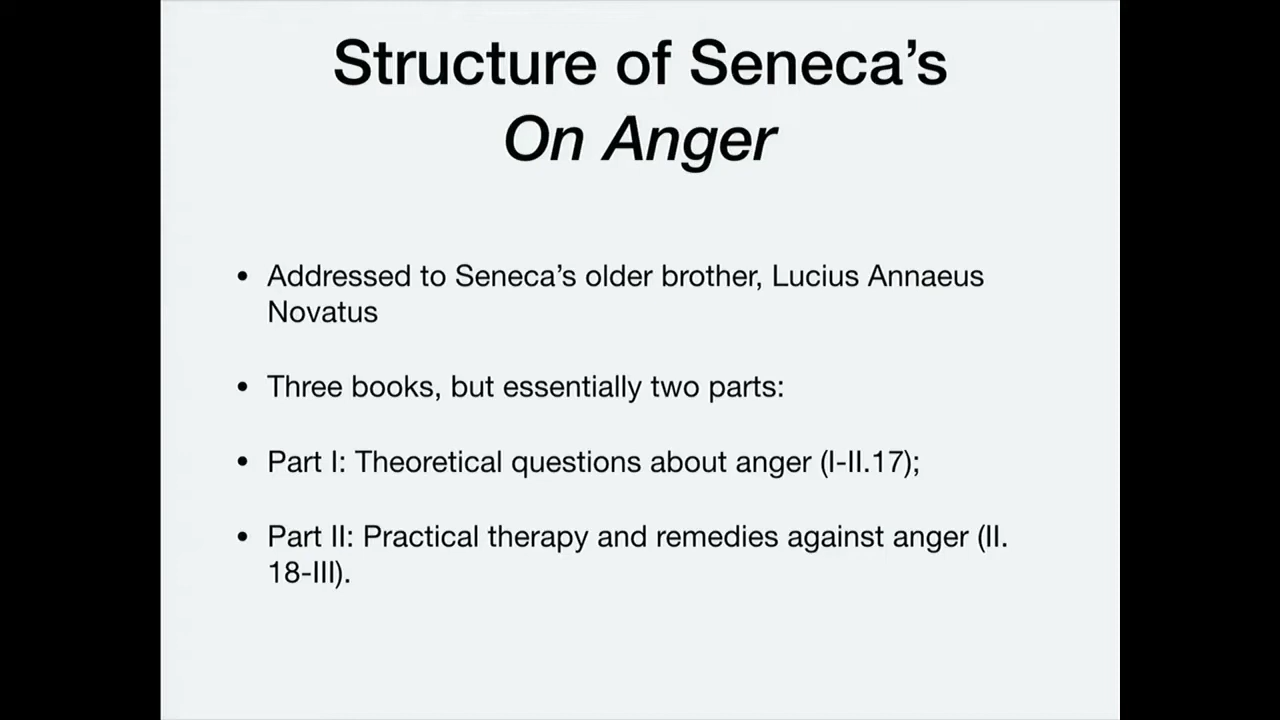 Structure of Seneca’s
On Anger
• Addressed to Seneca’s older brother, Lucius Annaeus
Novatus
• Three books, but essentially two parts:
• Part I: Theoretical questions about anger (I-II.17);
• Part II: Practical therapy and remedies against anger (II.
18-III).